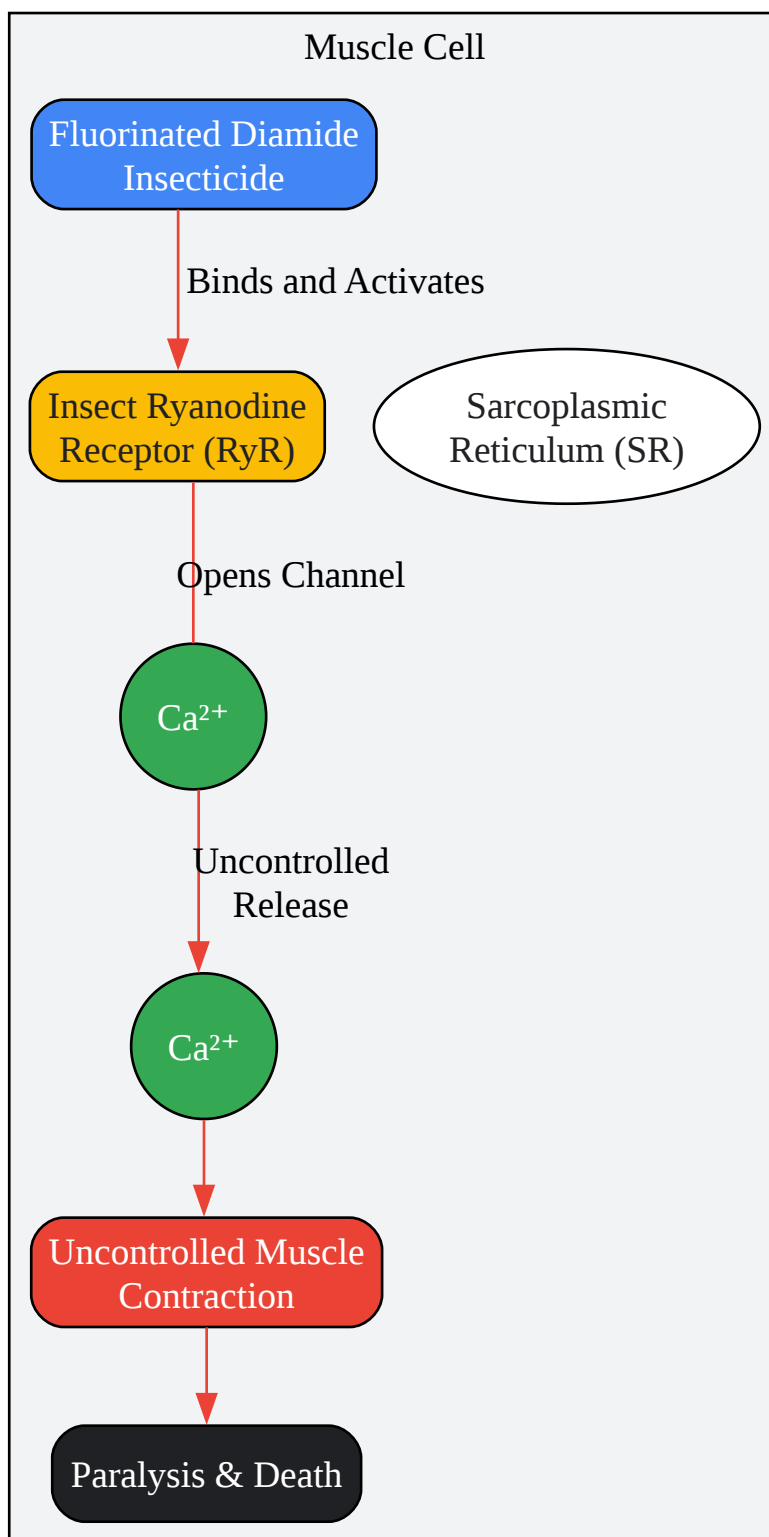 Muscle Cell
Fluorinated Diamide
Insecticide
Binds and Activates
Insect Ryanodine
Receptor (RyR)
Sarcoplasmic
Reticulum (SR)
Opens Channel
Ca²⁺
Uncontrolled
Release
Ca²⁺
Uncontrolled Muscle
Contraction
Paralysis & Death